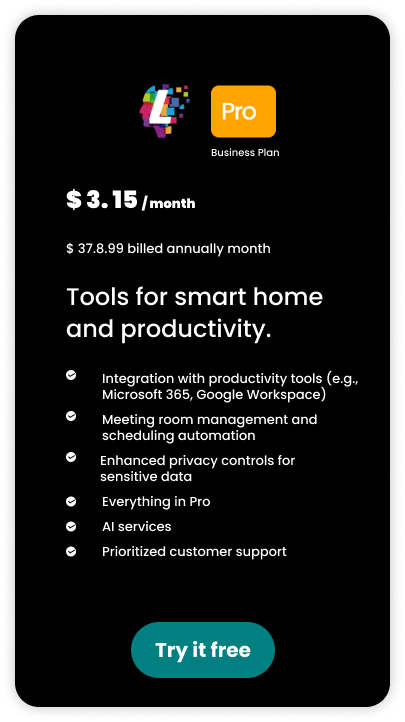 L
Pro
Business Plan
$ 3.15 /month
$ 37.8.99 billed annually month
Tools for smart home
and productivity.
Integration with productivity tools (e.g.,
Microsoft 365, Google Workspace)
Meeting room management and
scheduling automation
Enhanced privacy controls for
sensitive data
Everything in Pro
AI services
Prioritized customer support
Try it free